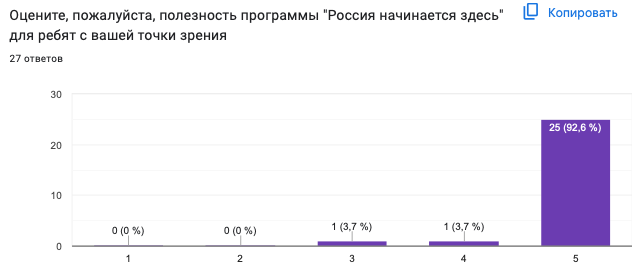 Оцените, пожалуйста, полезность программы "Россия начинается здесь"
для ребят с вашей точки зрения
Копировать
27 ответов
30
20
10
0
0 (0 %)
0 (0 %)
1 (3,7 %)
1 (3,7 %)
25 (92,6 %)
1
2
3
4
5